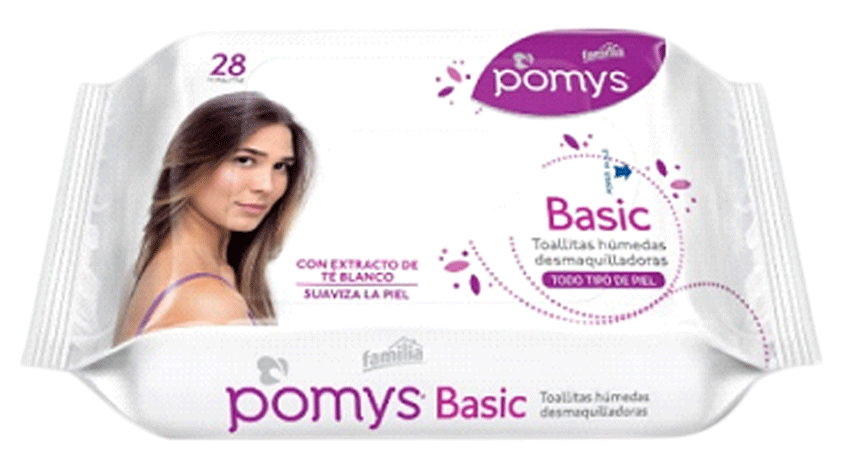 28
familia
pomys
Basic
Toallitas húmedas
desmaquilladoras
TODO TIPO DE PIEL
CON EXTRACTO DE
TÉ BLANCO
SUAVIZA LA PIEL
familia
pomys Basic
Toallitas húmedas
desmaquilladoras